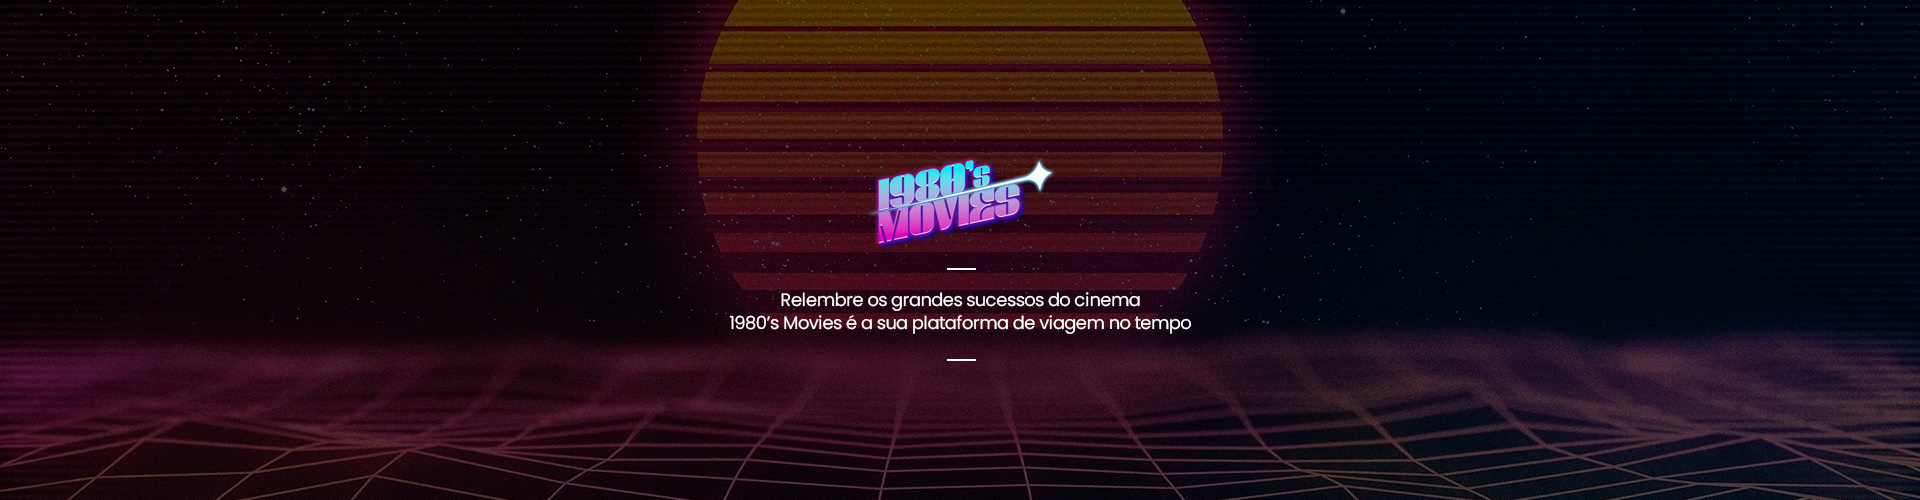 1980's
MOVIES
Relembre os grandes sucessos do cinema
1980’s Movies é a sua plataforma de viagem no tempo